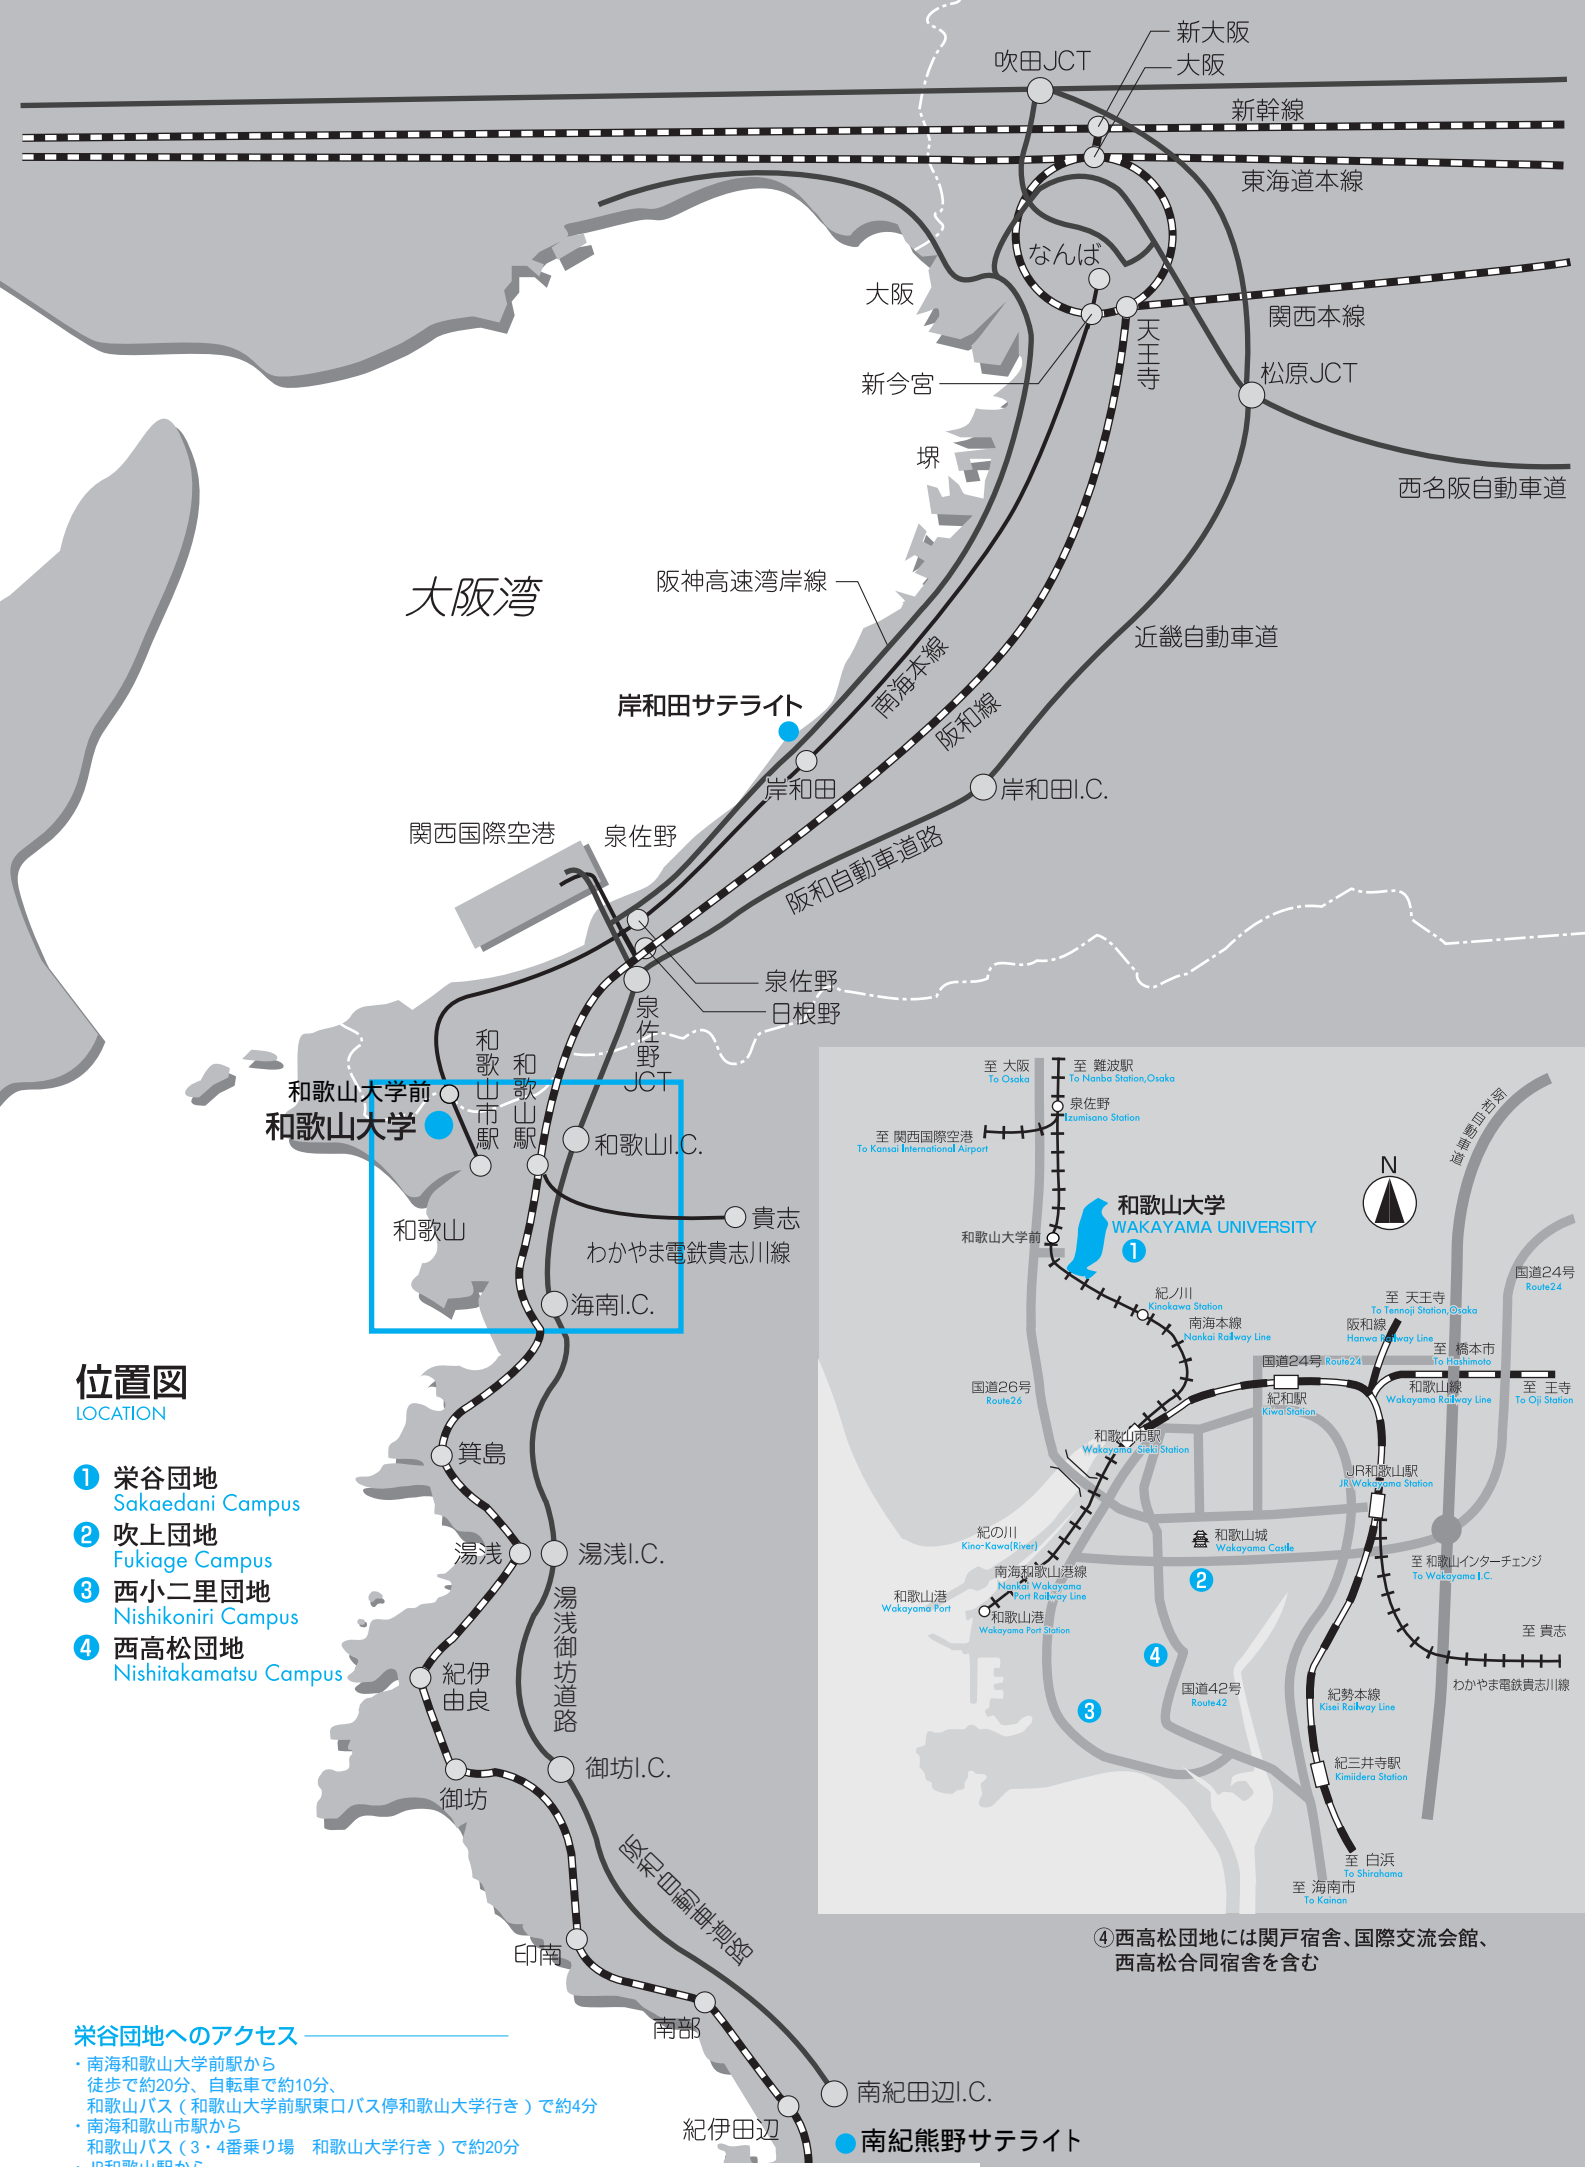 新大阪
吹田JCT
大阪
新幹線
東海道本線
なんば
大阪
関西本線
天王寺
松原JCT
新今宮
堺
西名阪自動車道
阪神高速湾岸線
大阪湾
近畿自動車道
南海本線
阪和線
岸和田サテライト
岸和田
岸和田I.C.
関西国際空港
泉佐野
阪和自動車道路
泉佐野
日根野
泉佐野JCT
和歌山市駅
和歌山駅
和歌山大学前
和歌山大学
和歌山I.C.
貴志
和歌山
わかやま電鉄貴志川線
海南I.C.
位置図
LOCATION
1 栄谷団地
Sakaedani Campus
2 吹上団地
Fukiage Campus
3 西小二里団地
Nishikoniri Campus
4 西高松団地
Nishitakamatsu Campus
箕島
湯浅
湯浅I.C.
湯浅御坊道路
紀伊
由良
御坊I.C.
御坊
阪和自動車道路
印南
南部
南紀田辺I.C.
紀伊田辺
南紀熊野サテライト
至 大阪
To Osaka
至 難波駅
To Nanba Station,Osaka
泉佐野
Izumisano Station
至 関西国際空港
To Kansai International Airport
阪和自動車道
N
和歌山大学
WAKAYAMA UNIVERSITY
1
和歌山大学前
紀ノ川
Kinokawa Station
南海本線
Nankai Railway Line
国道24号
Route24
至 天王寺
To Tennoji Station,Osaka
阪和線
Hanwa Railway Line
至 橋本市
To Hashimoto
国道24号 Route24
国道26号
Route26
紀和駅
Kiwa Station
和歌山線
Wakayama Railway Line
至 王寺
To Oji Station
和歌山市駅
Wakayama Sieki Station
JR和歌山駅
JR Wakayama Station
紀の川
Kino-Kawa(River)
和歌山城
Wakayama Castle
至 和歌山インターチェンジ
To Wakayama I.C.
2
南海和歌山港線
Nankai Wakayama
Port Railway Line
和歌山港
Wakayama Port
和歌山港
Wakayama Port Station
至 貴志
わかやま電鉄貴志川線
4
国道42号
Route42
3
紀勢本線
Kisei Railway Line
紀三井寺駅
Kimiidera Station
至 白浜
To Shirahama
至 海南市
To Kainan
④西高松団地には関戸宿舎、国際交流会館、
西高松合同宿舎を含む
栄谷団地へのアクセス
・南海和歌山大学前駅から
徒歩で約20分、自転車で約10分、
和歌山バス（和歌山大学前駅東口バス停和歌山大学行き）で約4分
・南海和歌山市駅から
和歌山バス（3・4番乗り場　和歌山大学行き）で約20分
・JR和歌山駅から